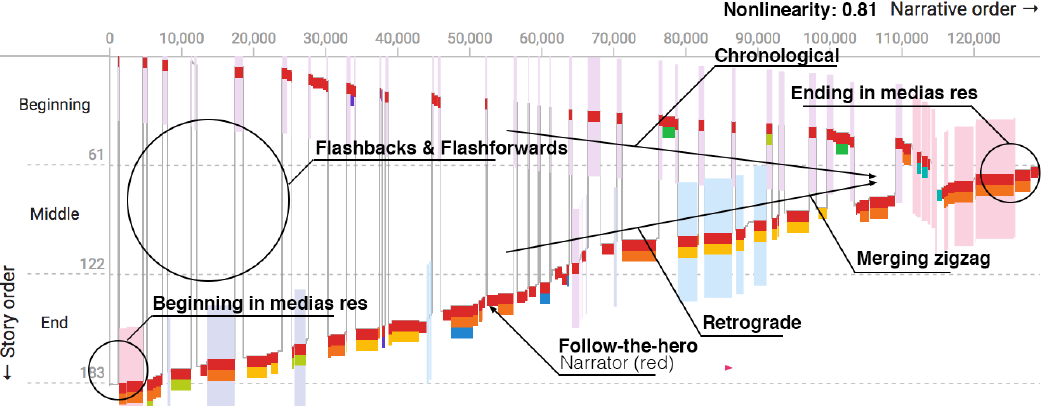 Nonlinearity: 0.81 Narrative order →
0 10,000 20,000 30,000 40,000 50,000 60,000 70,000 80,000 90,000 100,000 110,000 120,000
Chronological
Beginning
Ending in medias res
Flashbacks & Flashforwards
61
Middle
Merging zigzag
122
Beginning in medias res
End
Retrograde
Follow-the-hero
Narrator (red)
183
← Story order